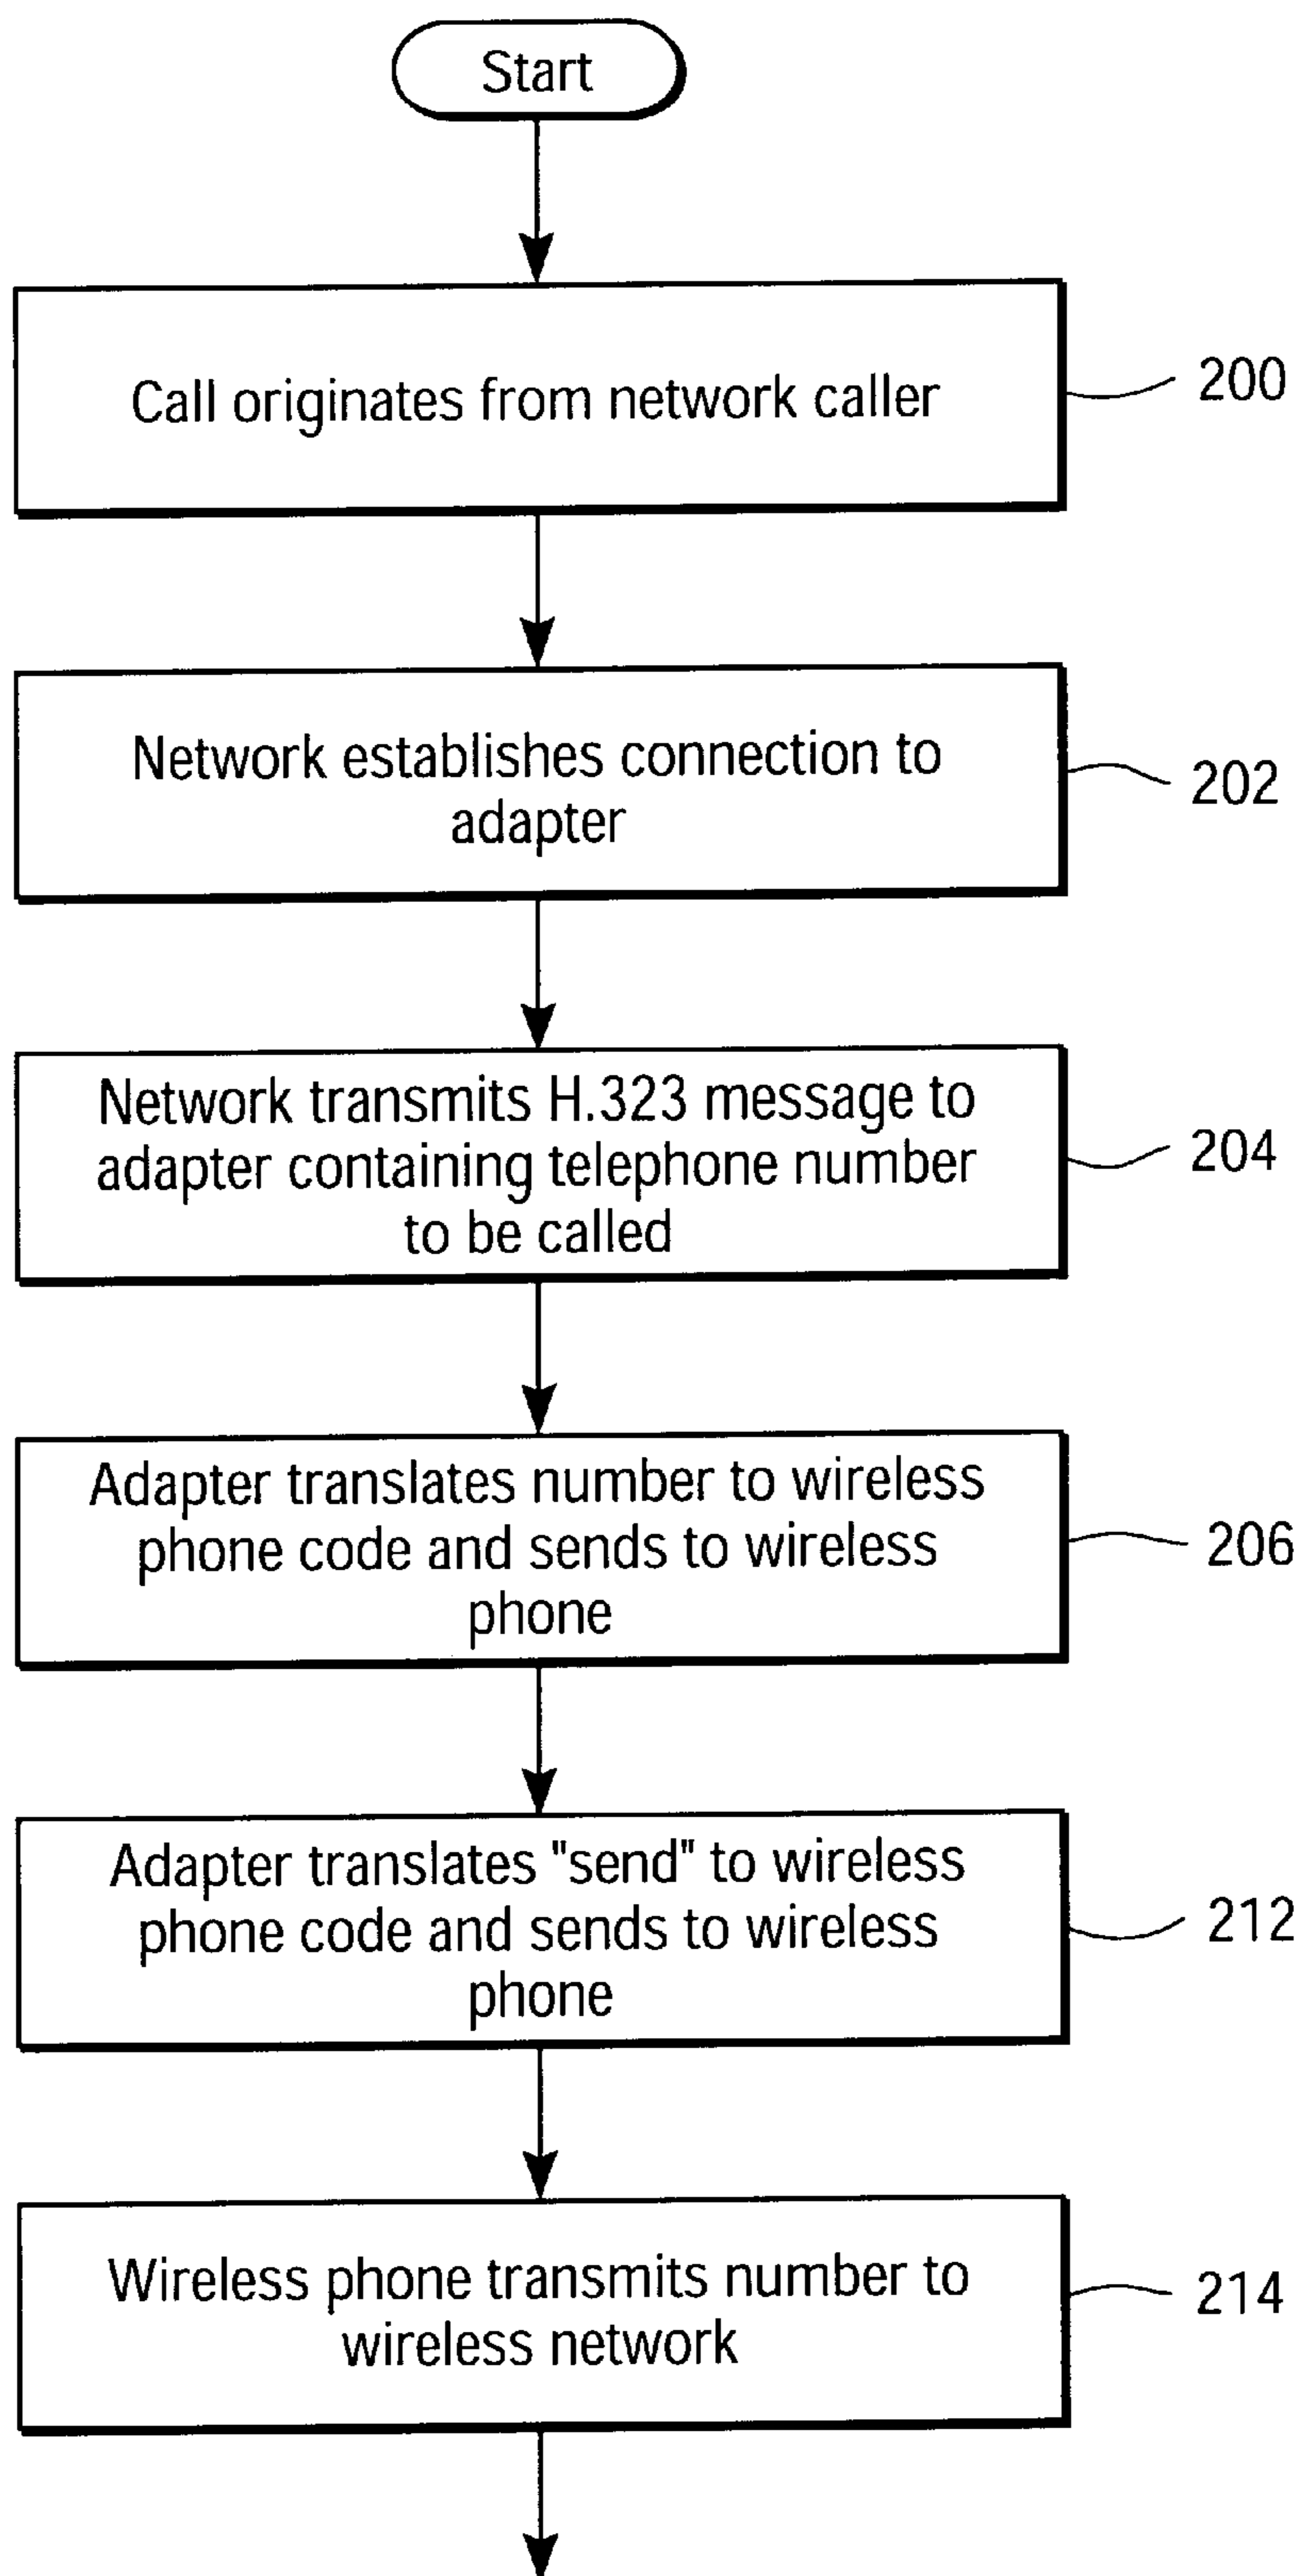 Start
Call originates from network caller
200
Network establishes connection to
adapter
202
Network transmits H.323 message to
adapter containing telephone number
to be called
204
Adapter translates number to wireless
phone code and sends to wireless
phone
206
Adapter translates "send" to wireless
phone code and sends to wireless
phone
212
Wireless phone transmits number to
wireless network
214